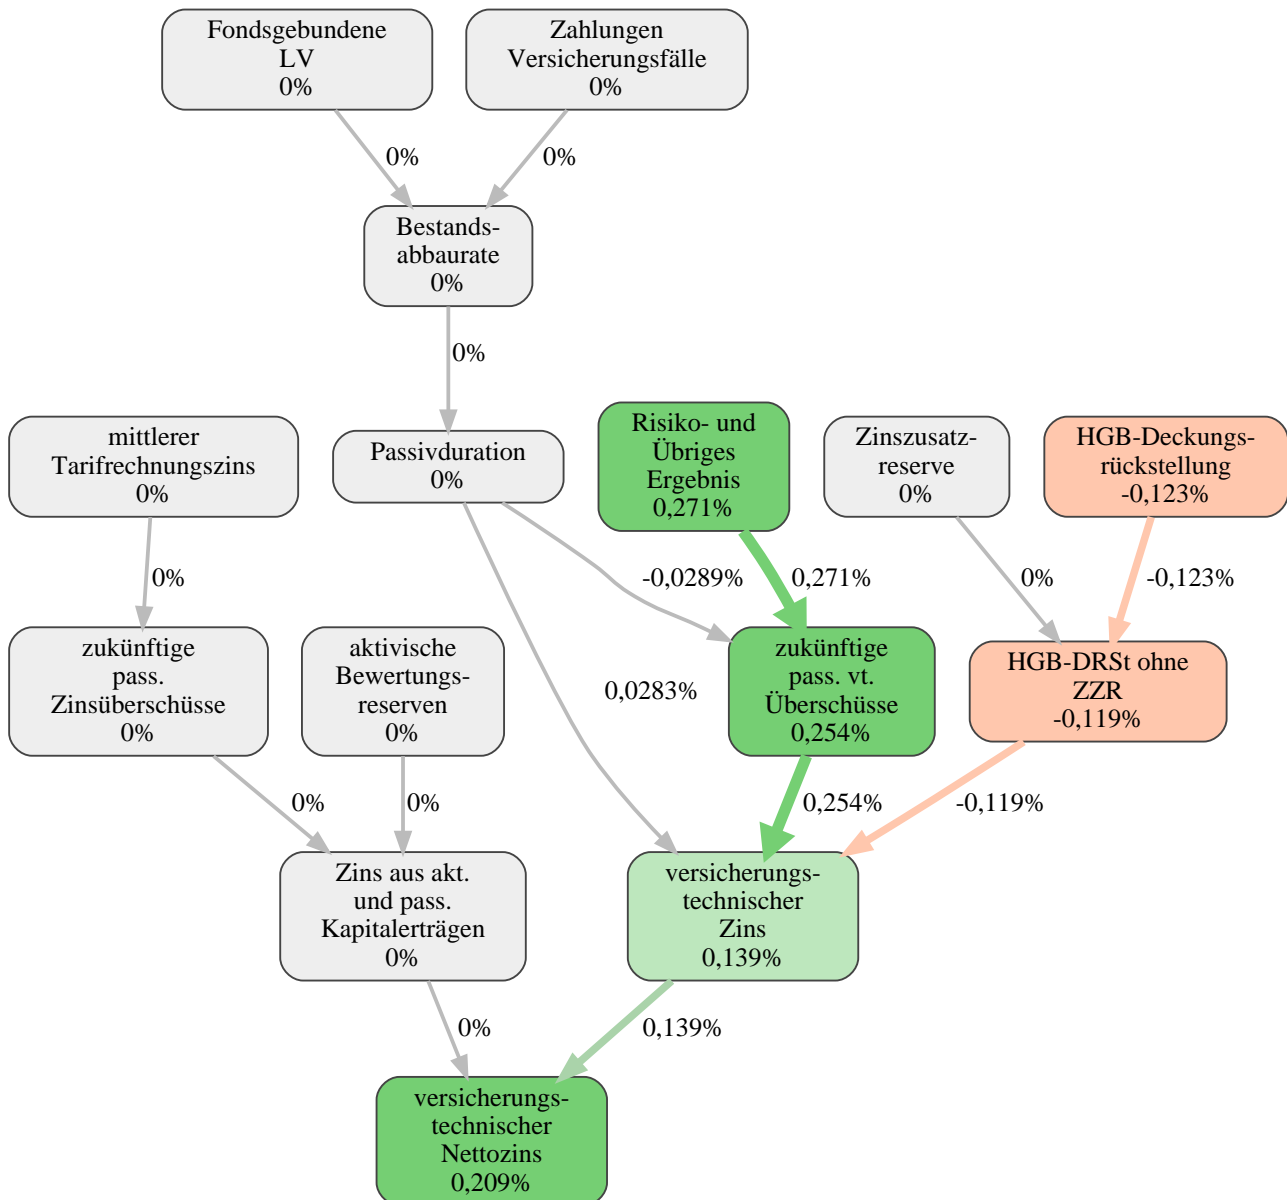 Fondsgebundene
LV
0%
Zahlungen
Versicherungsfälle
0%
0%
0%
Bestands-
abbaurate
0%
0%
mittlerer
Tarifrechnungszins
0%
Passivduration
0%
Risiko- und
Übriges
Ergebnis
0,271%
Zinszusatz-
reserve
0%
HGB-Deckungs-
rückstellung
-0,123%
0%
-0,0289%
0,271%
0%
-0,123%
zukünftige
pass.
Zinsüberschüsse
0%
aktivische
Bewertungs-
reserven
0%
0,0283%
zukünftige
pass. vt.
Überschüsse
0,254%
HGB-DRSt ohne
ZZR
-0,119%
0%
0%
0,254%
-0,119%
Zins aus akt.
und pass.
Kapitalerträgen
0%
versicherungs-
technischer
Zins
0,139%
0%
0,139%
versicherungs-
technischer
Nettozins
0,209%